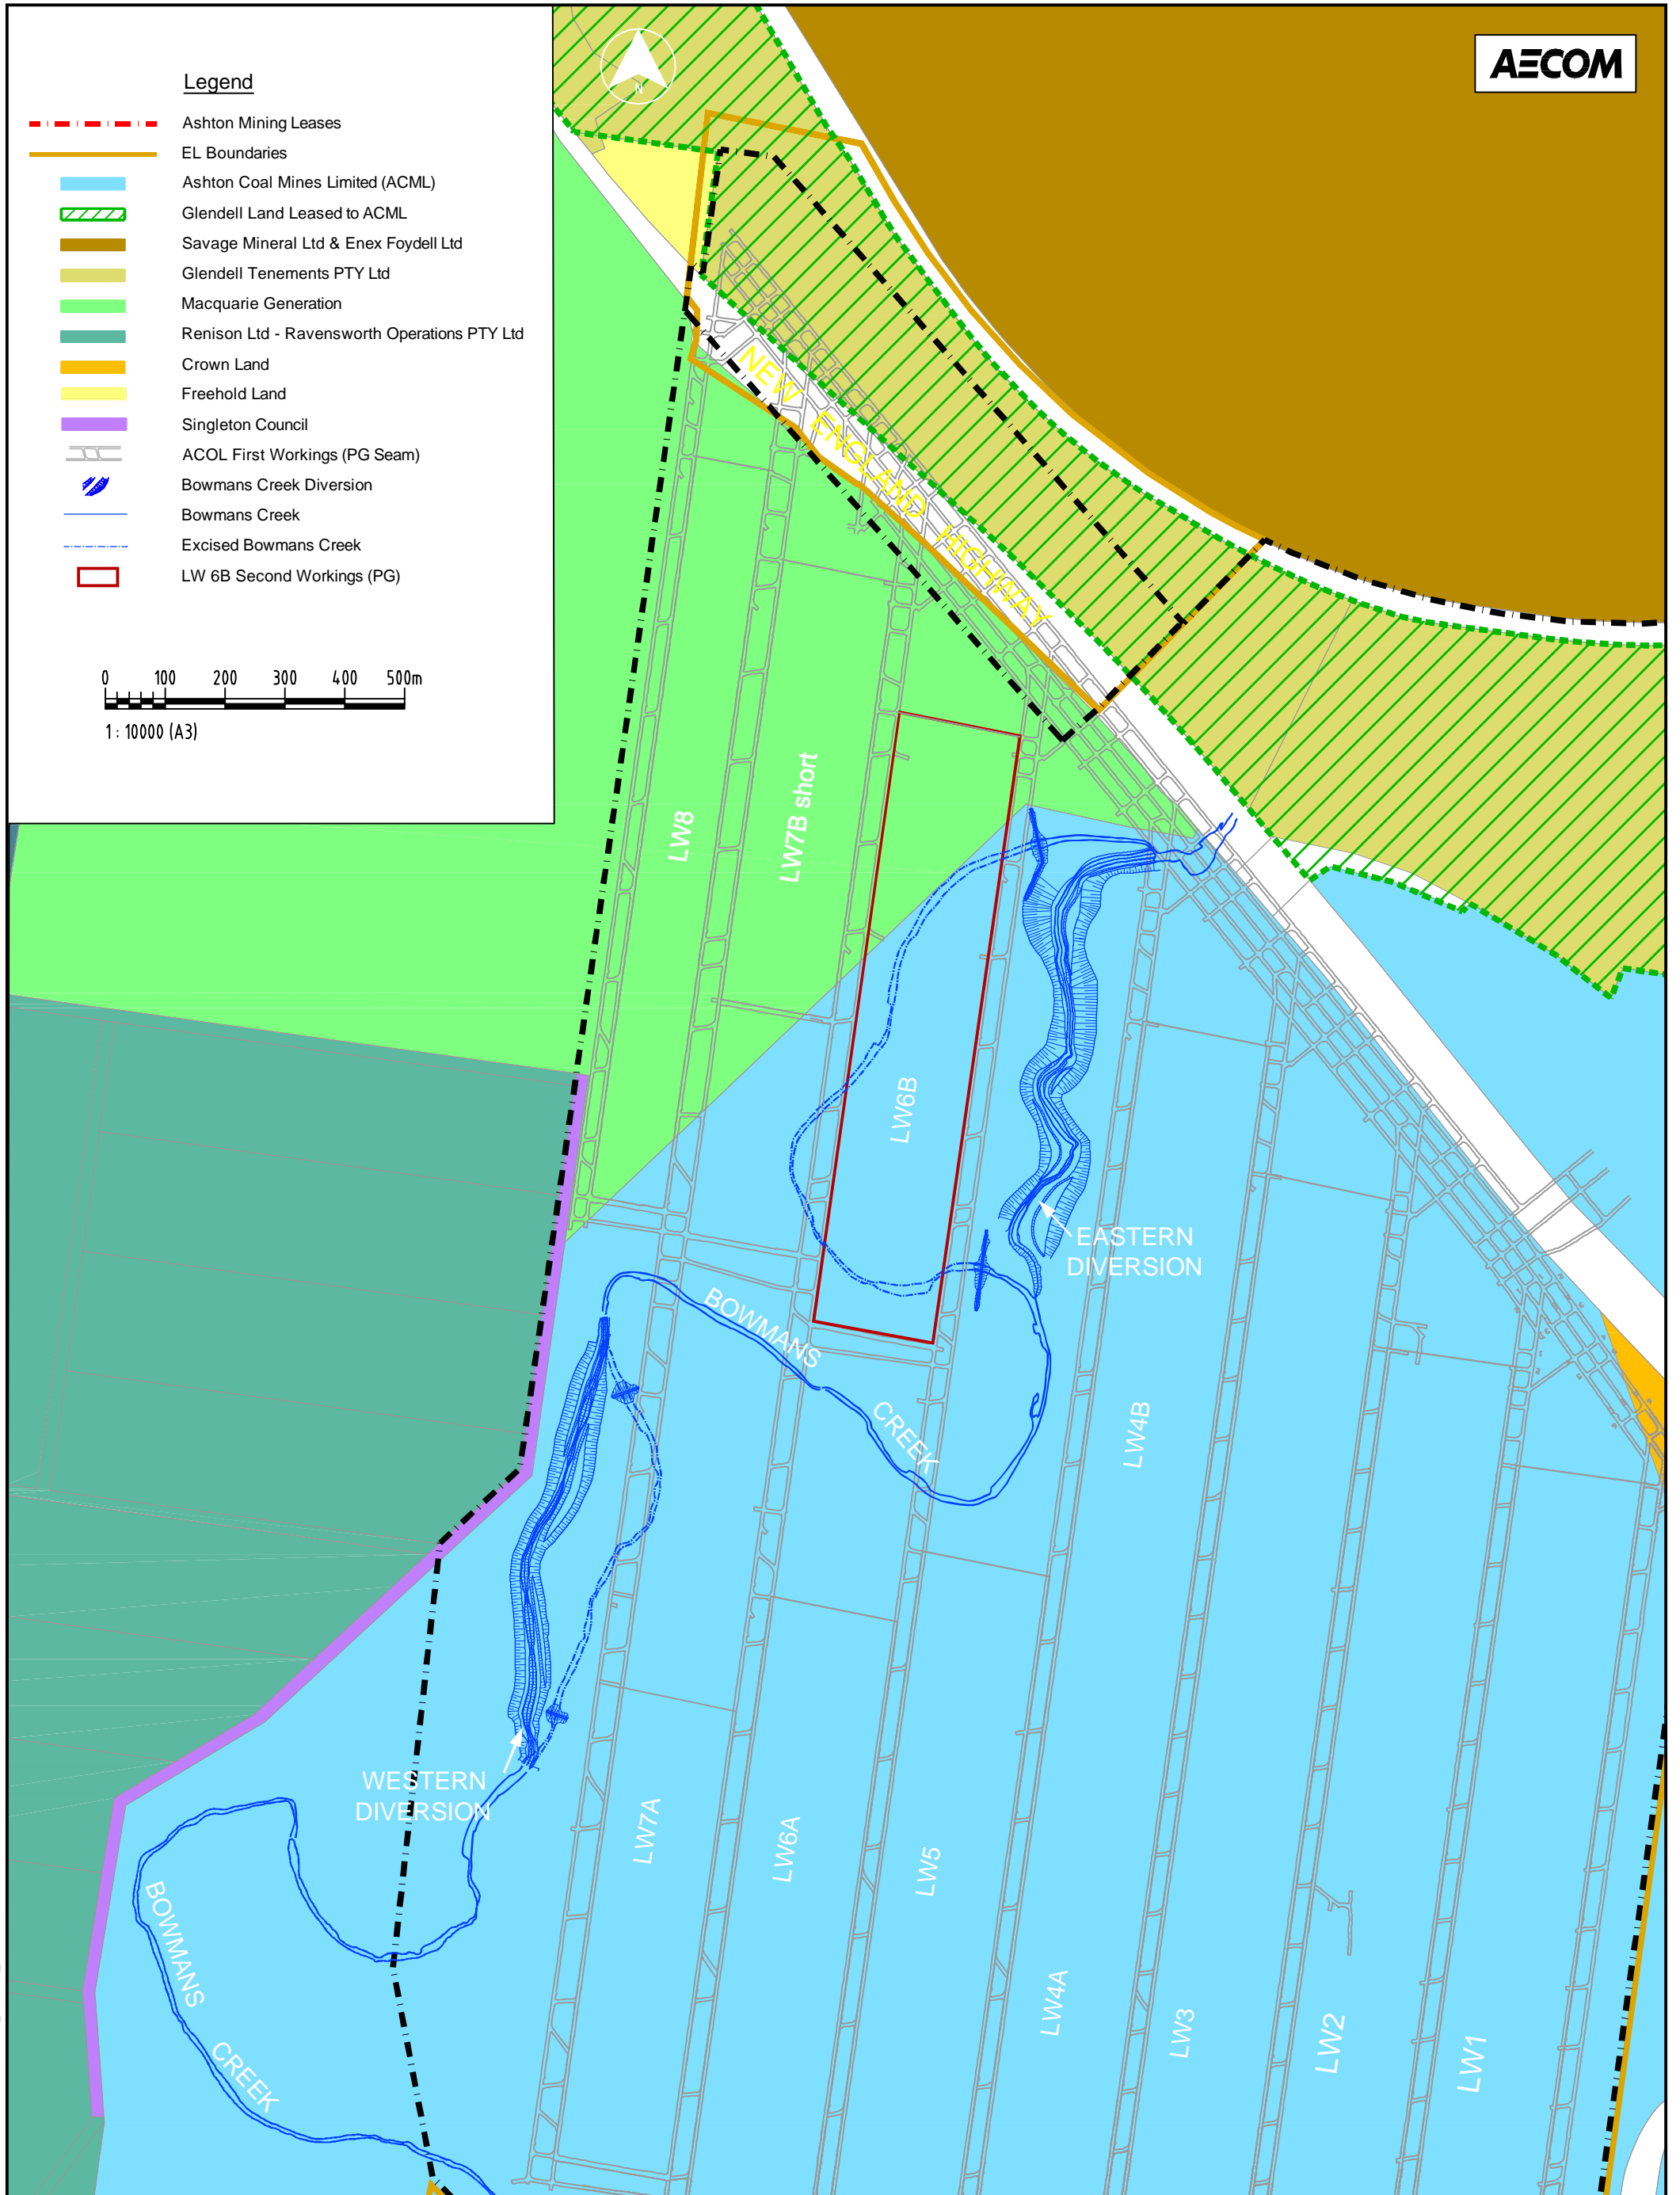 Legend
Ashton Mining Leases
EL Boundaries
Ashton Coal Mines Limited (ACML)
Glendell Land Leased to ACML
Savage Mineral Ltd & Enex Foydell Ltd
Glendell Tenements PTY Ltd
Macquarie Generation
Renison Ltd - Ravensworth Operations PTY Ltd
Crown Land
Freehold Land
Singleton Council
ACOL First Workings (PG Seam)
Bowmans Creek Diversion
Bowmans Creek
Excised Bowmans Creek
LW 6B Second Workings (PG)
0 100 200 300 400 500m
1 : 10000 (A3)
N
AECOM
NEW ENGLAND HIGHWAY
LW8
LW7B short
LW6B
EASTERN
DIVERSION
BOWMANS
CREEK
LW4B
WESTERN
DIVERSION
LW7A
LW6A
LW5
LW4A
LW3
LW2
LW1
BOWMANS
CREEK